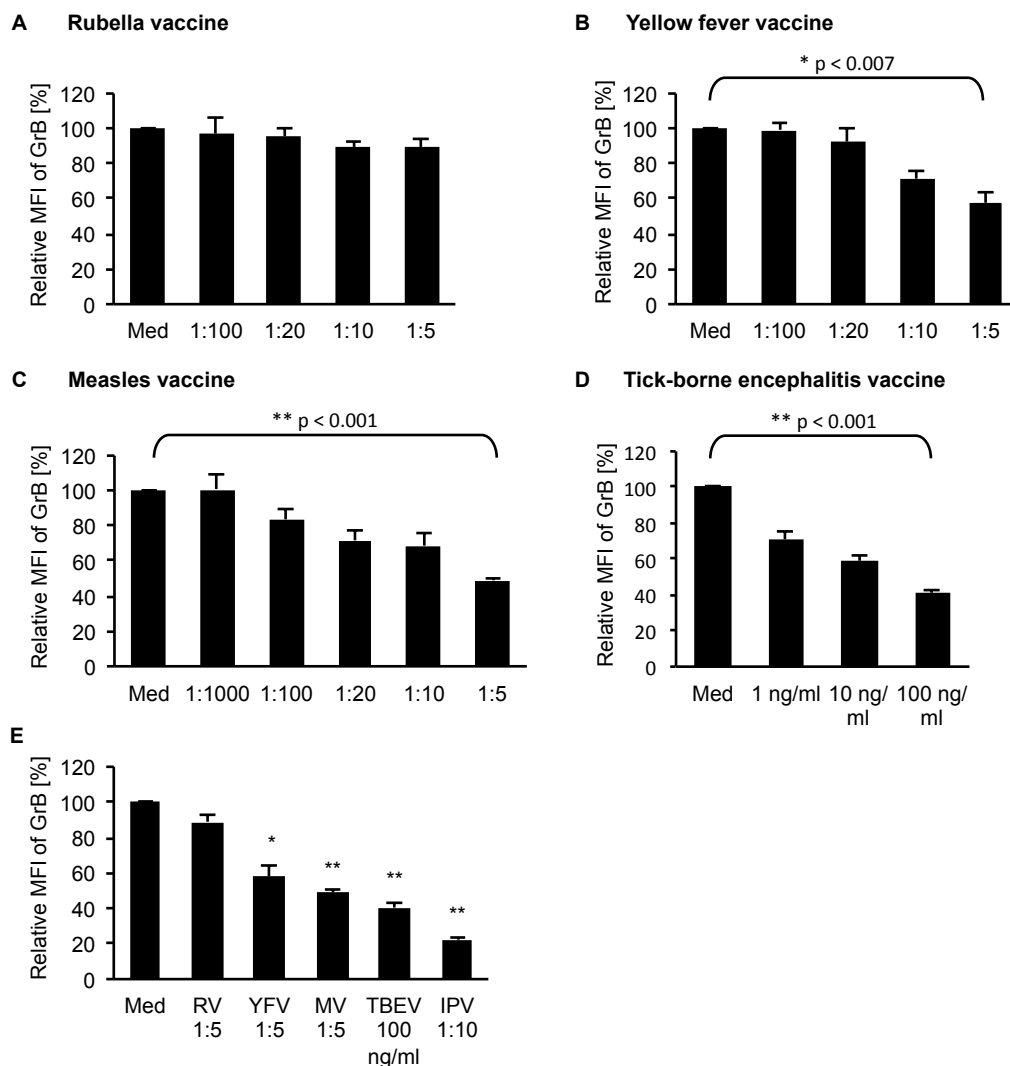 A Rubella vaccine
Relative MFI of GrB [%]
120
100
80
60
40
20
0
Med 1:100 1:20 1:10 1:5
B Yellow fever vaccine
* p < 0.007
Relative MFI of GrB [%]
120
100
80
60
40
20
0
Med 1:100 1:20 1:10 1:5
C Measles vaccine
** p < 0.001
Relative MFI of GrB [%]
120
100
80
60
40
20
0
Med 1:1000 1:100 1:20 1:10 1:5
D Tick-borne encephalitis vaccine
** p < 0.001
Relative MFI of GrB [%]
120
100
80
60
40
20
0
Med 1 ng/ml 10 ng/ 100 ng/
ml ml
E
Relative MFI of GrB [%]
120
100
80
60
40
20
0
* ** ** **
Med RV YFV MV TBEV IPV
1:5 1:5 1:5 100 1:10
ng/ml